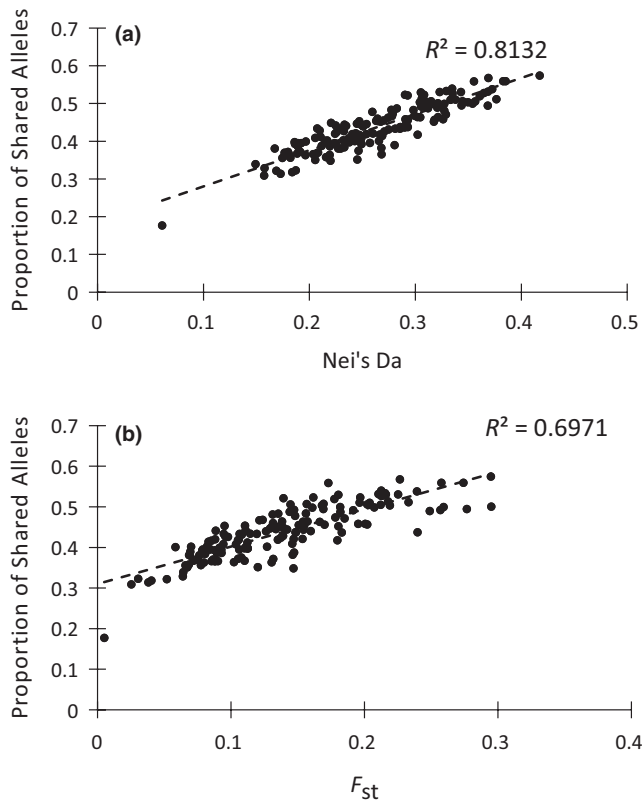 (a)
R² = 0.8132
Proportion of Shared Alleles
0.7
0.6
0.5
0.4
0.3
0.2
0.1
0
0 0.1 0.2 0.3 0.4 0.5
Nei's Da
(b)
R² = 0.6971
Proportion of Shared Alleles
0.7
0.6
0.5
0.4
0.3
0.2
0.1
0
0 0.1 0.2 0.3 0.4
Fst